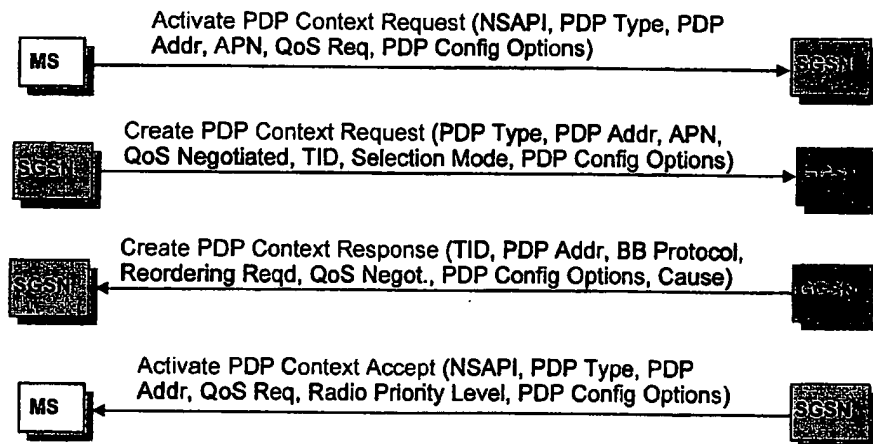 Activate PDP Context Request (NSAPI, PDP Type, PDP
Addr, APN, QoS Req, PDP Config Options)
MS
SGSN
Create PDP Context Request (PDP Type, PDP Addr, APN,
QoS Negotiated, TID, Selection Mode, PDP Config Options)
SGSN
Create PDP Context Response (TID, PDP Addr, BB Protocol,
Reordering Reqd, QoS Negot., PDP Config Options, Cause)
SGSN
GGSN
Activate PDP Context Accept (NSAPI, PDP Type, PDP
Addr, QoS Req, Radio Priority Level, PDP Config Options)
MS
SGSN